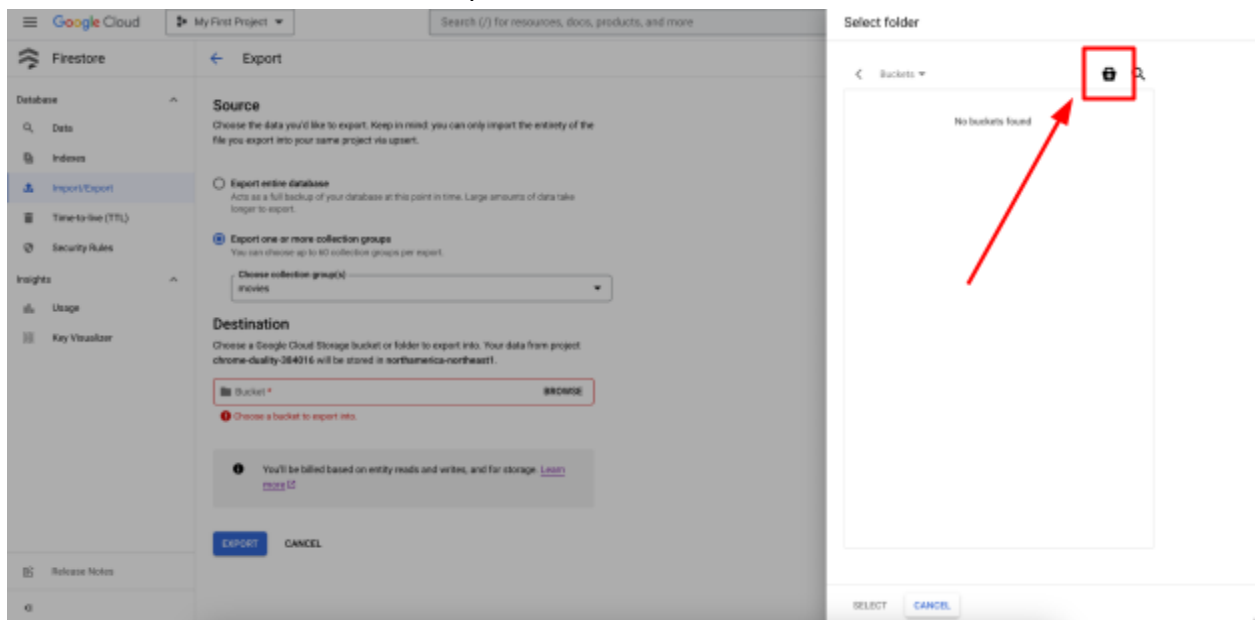 Google Cloud
My First Project
Search (/) for resources, docs, products, and more
Select folder
Firestore
Export
Buckets
Database
Data
Indexes
Import/Export
Time-to-live (TTL)
Security Rules
Insights
Usage
Key Visualizer
Release Notes
Source
Choose the data you'd like to export. Keep in mind: you can only import the entirety of the
file you export into your same project via upsert.
Export entire database
Acts as a full backup of your database at this point in time. Large amounts of data take
longer to export.
Export one or more collection groups
You can choose up to 60 collection groups per export.
Choose collection group(s)
movies
Destination
Choose a Google Cloud Storage bucket or folder to export into. Your data from project
chrome-duality-384016 will be stored in northamerica-northeast1.
Bucket *
BROWSE
Choose a bucket to export into.
You'll be billed based on entity reads and writes, and for storage. Learn
more
EXPORT
CANCEL
No buckets found
SELECT
CANCEL